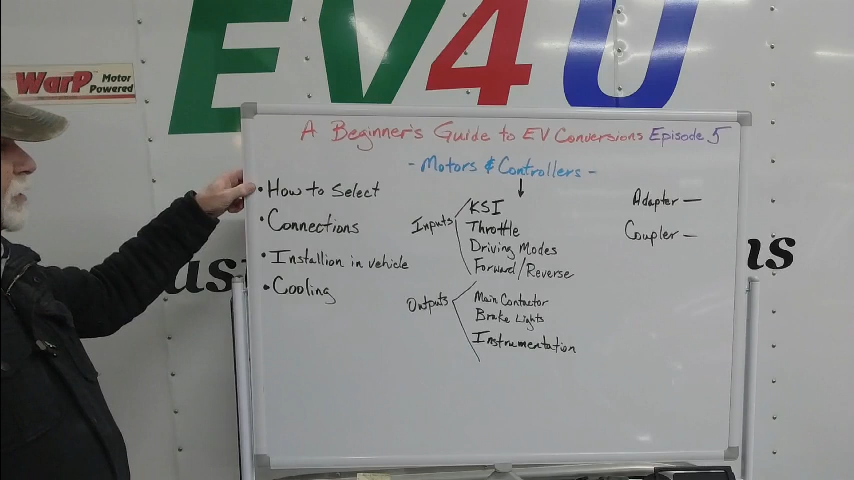 EV4U
WarP Motor
Powered
A Beginner's Guide to EV Conversions Episode 5
- Motors & Controllers -
• How to Select
• Connections
• Installion in vehicle
• Cooling
Inputs
KSI
Throttle
Driving Modes
Forward/Reverse
Outputs
Main Contactor
Brake Lights
Instrumentation
Adapter —
Coupler —